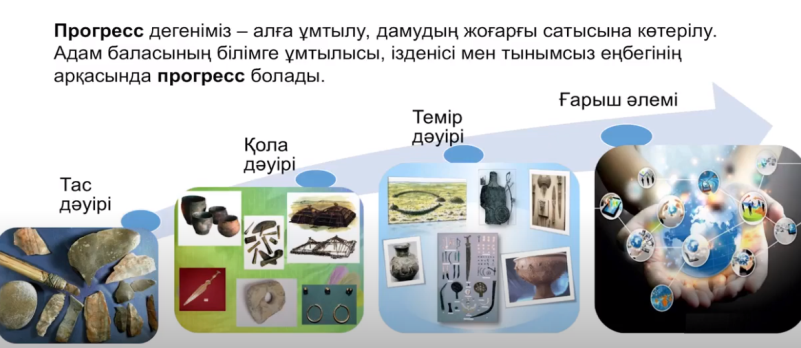 Прогресс дегеніміз – алға ұмтылу, дамудың жоғарғы сатысына көтерілу.
Адам баласының білімге ұмтылысы, ізденісі мен тынымсыз еңбегінің
арқасында прогресс болады.
Тас
дәуірі
Қола
дәуірі
Темір
дәуірі
Ғарыш әлемі